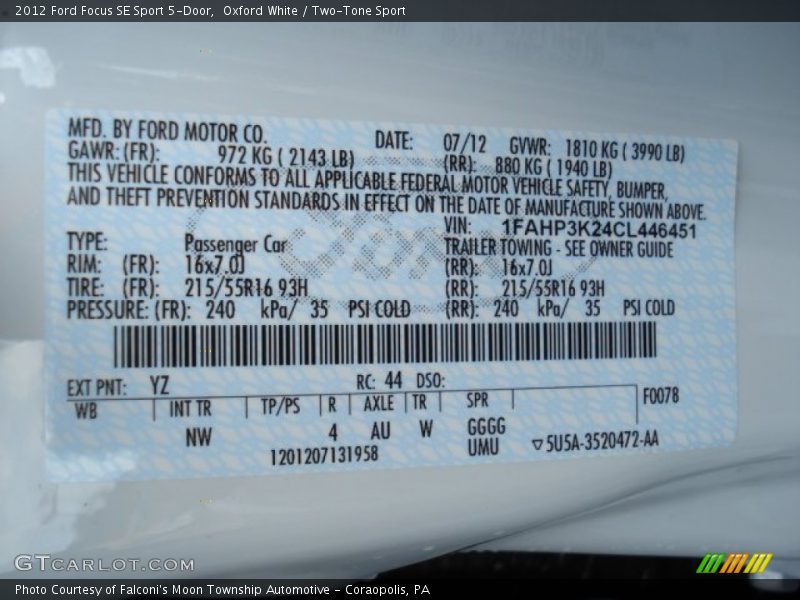 2012 Ford Focus SE Sport 5-Door, Oxford White / Two-Tone Sport
MFD. BY FORD MOTOR CO. DATE: 07/12 GVWR: 1810 KG ( 3990 LB)
GAWR: (FR): 972 KG ( 2143 LB) (RR): 880 KG ( 1940 LB)
THIS VEHICLE CONFORMS TO ALL APPLICABLE FEDERAL MOTOR VEHICLE SAFETY, BUMPER,
AND THEFT PREVENTION STANDARDS IN EFFECT ON THE DATE OF MANUFACTURE SHOWN ABOVE.
VIN: 1FAHP3K24CL446451
TYPE: Passenger Car TRAILER TOWING - SEE OWNER GUIDE
RIM: (FR): 16x7.0J (RR): 16x7.0J
TIRE: (FR): 215/55R16 93H (RR): 215/55R16 93H
PRESSURE: (FR): 240 kPa/ 35 PSI COLD (RR): 240 kPa/ 35 PSI COLD
EXT PNT: YZ RC: 44 DSO:
WB INT TR TP/PS R AXLE TR SPR F0078
NW 4 AU W GGGG
UMU
1201207131958 ▽5U5A-3520472-AA
GTCARLOT.COM
Photo Courtesy of Falconi's Moon Township Automotive - Coraopolis, PA